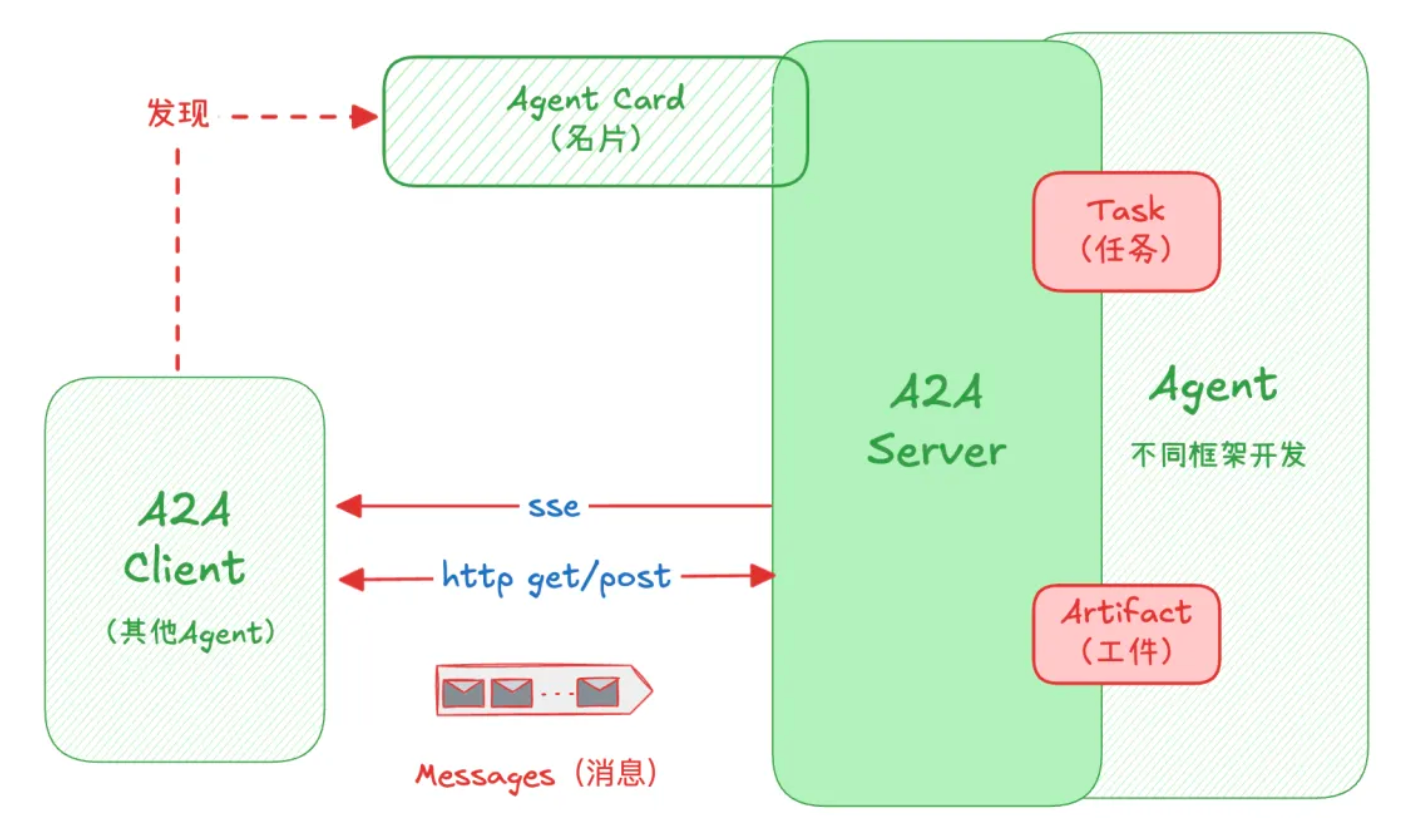 发现
Agent Card
（名片）
Task
（任务）
A2A
Server
Agent
不同框架开发
A2A
Client
（其他Agent）
sse
http get/post
Artifact
（工件）
Messages（消息）